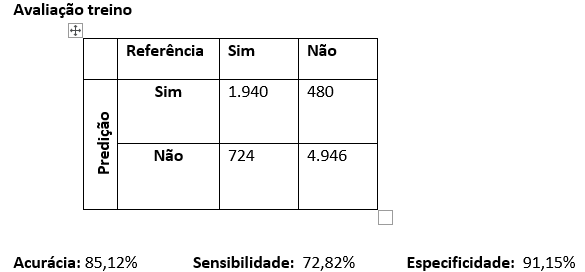 Avaliação treino
Referência Sim Não
Predição
Sim 1.940 480
Não 724 4.946
Acurácia: 85,12% Sensibilidade: 72,82% Especificidade: 91,15%